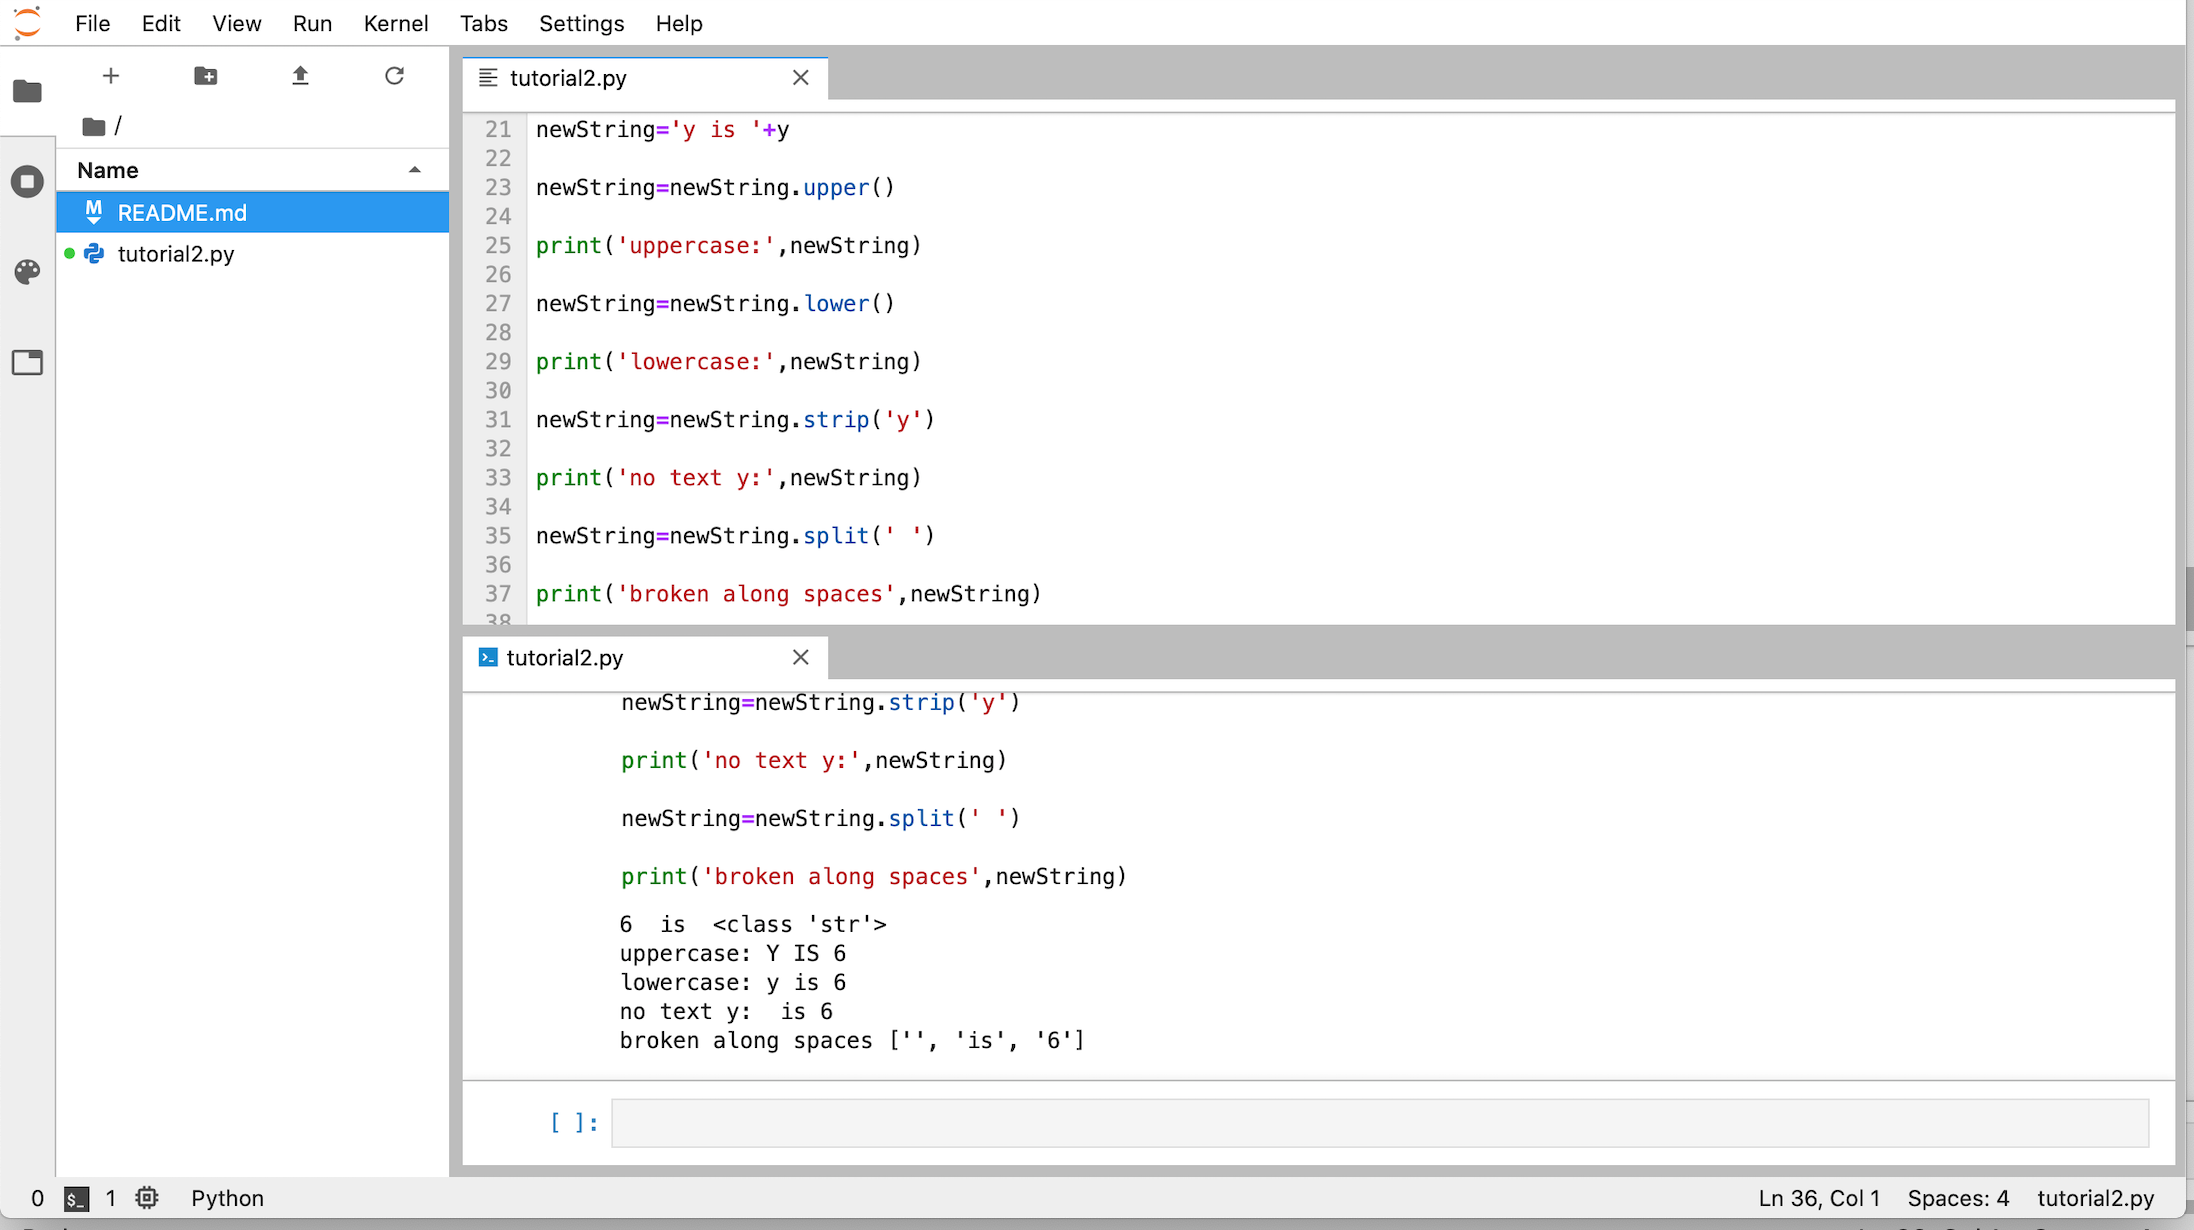 File Edit View Run Kernel Tabs Settings Help
/
Name
README.md
tutorial2.py
tutorial2.py
21 newString='y is '+y
22
23 newString=newString.upper()
24
25 print('uppercase:',newString)
26
27 newString=newString.lower()
28
29 print('lowercase:',newString)
30
31 newString=newString.strip('y')
32
33 print('no text y:',newString)
34
35 newString=newString.split(' ')
36
37 print('broken along spaces',newString)
38
tutorial2.py
newString=newString.strip('y')
print('no text y:',newString)
newString=newString.split(' ')
print('broken along spaces',newString)
6  is  <class 'str'>
uppercase: Y IS 6
lowercase: y is 6
no text y:  is 6
broken along spaces ['', 'is', '6']
[ ]:
0 $_ 1 Python Ln 36, Col 1 Spaces: 4 tutorial2.py